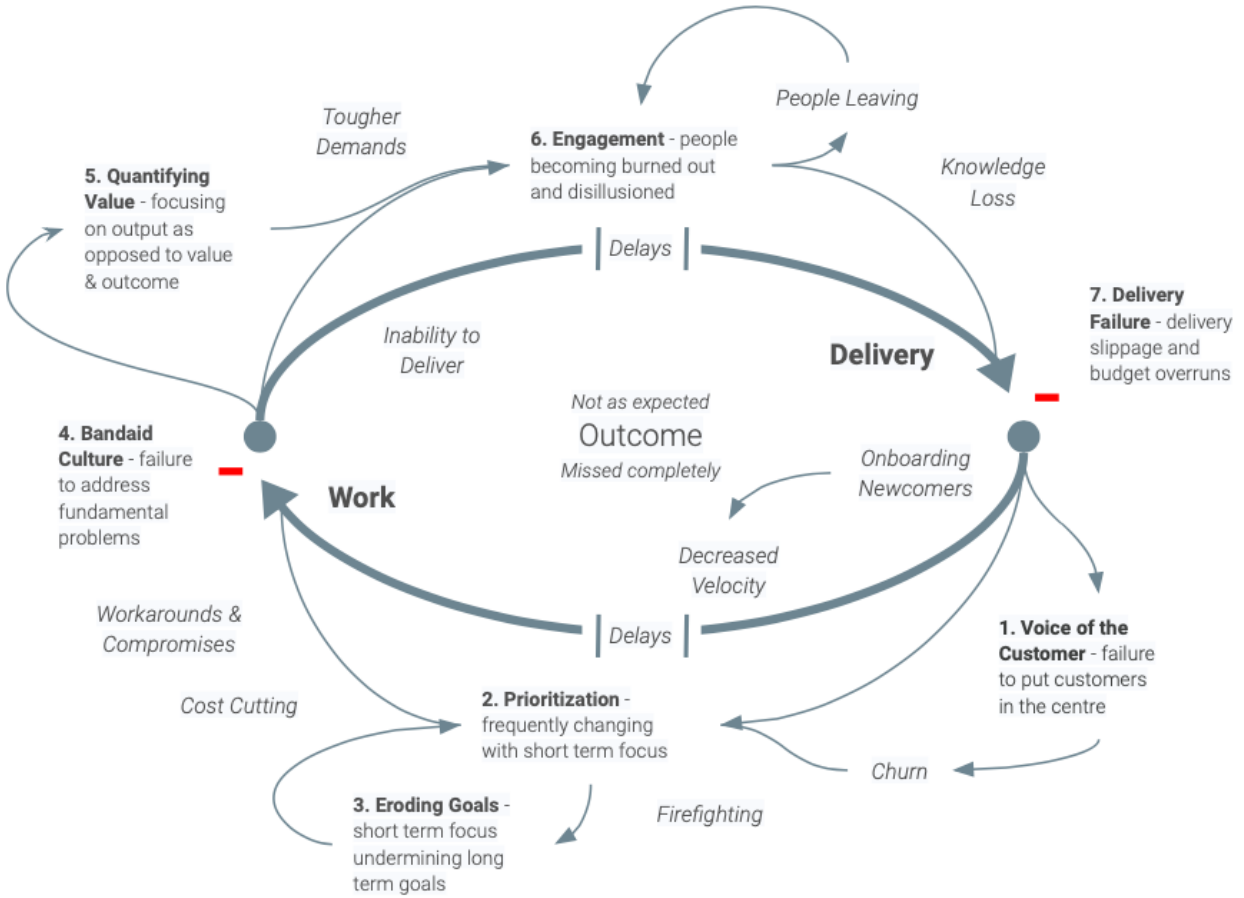 People Leaving
Tougher
Demands
6. Engagement - people
becoming burned out
and disillusioned
Knowledge
Loss
5. Quantifying
Value - focusing
on output as
opposed to value
& outcome
Delays
7. Delivery
Failure - delivery
slippage and
budget overruns
Inability to
Deliver
Delivery
Not as expected
Outcome
Missed completely
4. Bandaid
Culture - failure
to address
fundamental
problems
Work
Onboarding
Newcomers
Decreased
Velocity
Workarounds &
Compromises
Delays
1. Voice of the
Customer - failure
to put customers
in the centre
Cost Cutting
2. Prioritization -
frequently changing
with short term focus
Churn
3. Eroding Goals -
short term focus
undermining long
term goals
Firefighting